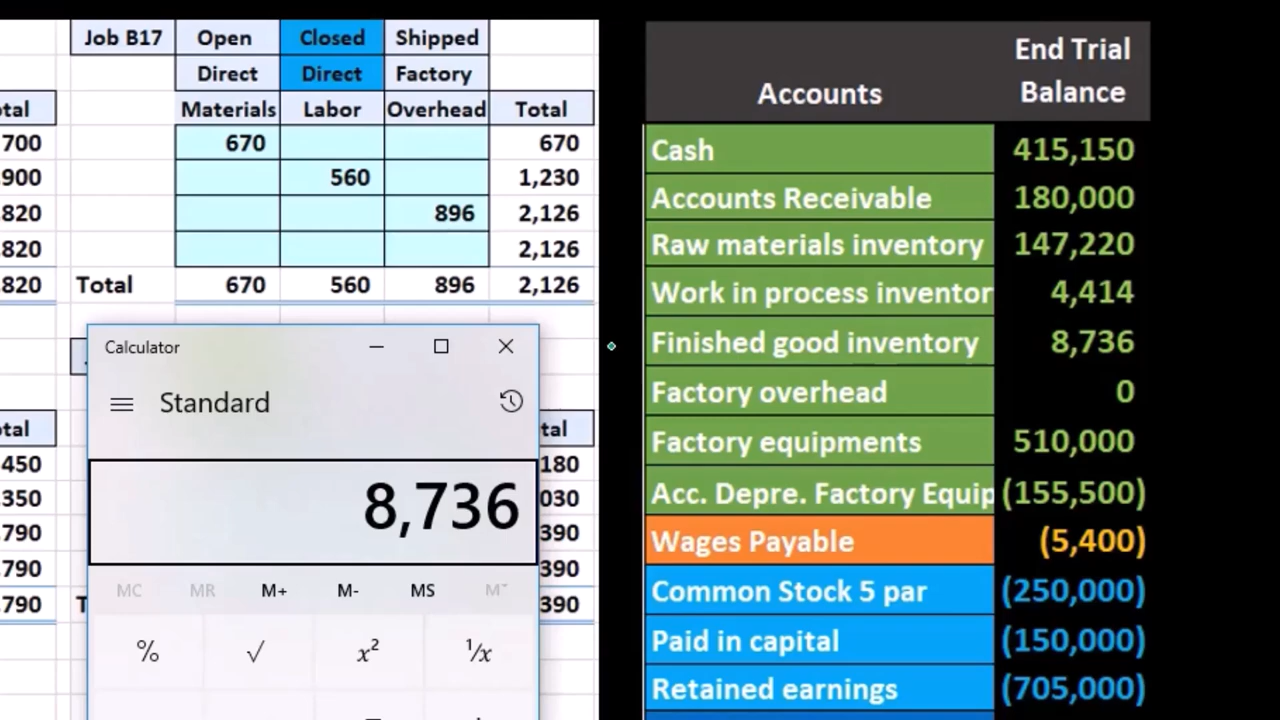 Job B17 Open Closed Shipped
Direct Direct Factory
otal Materials Labor Overhead Total
700 670 670
900 560 1,230
820 896 2,126
820 2,126
820 Total 670 560 896 2,126
Calculator
Standard
8,736
MC MR M+ M- MS M˅
% √ x² ¹/x
otal tal
450 180
350 030
790 390
790 390
790 T 390
End Trial
Accounts Balance
Cash 415,150
Accounts Receivable 180,000
Raw materials inventory 147,220
Work in process inventor 4,414
Finished good inventory 8,736
Factory overhead 0
Factory equipments 510,000
Acc. Depre. Factory Equip (155,500)
Wages Payable (5,400)
Common Stock 5 par (250,000)
Paid in capital (150,000)
Retained earnings (705,000)